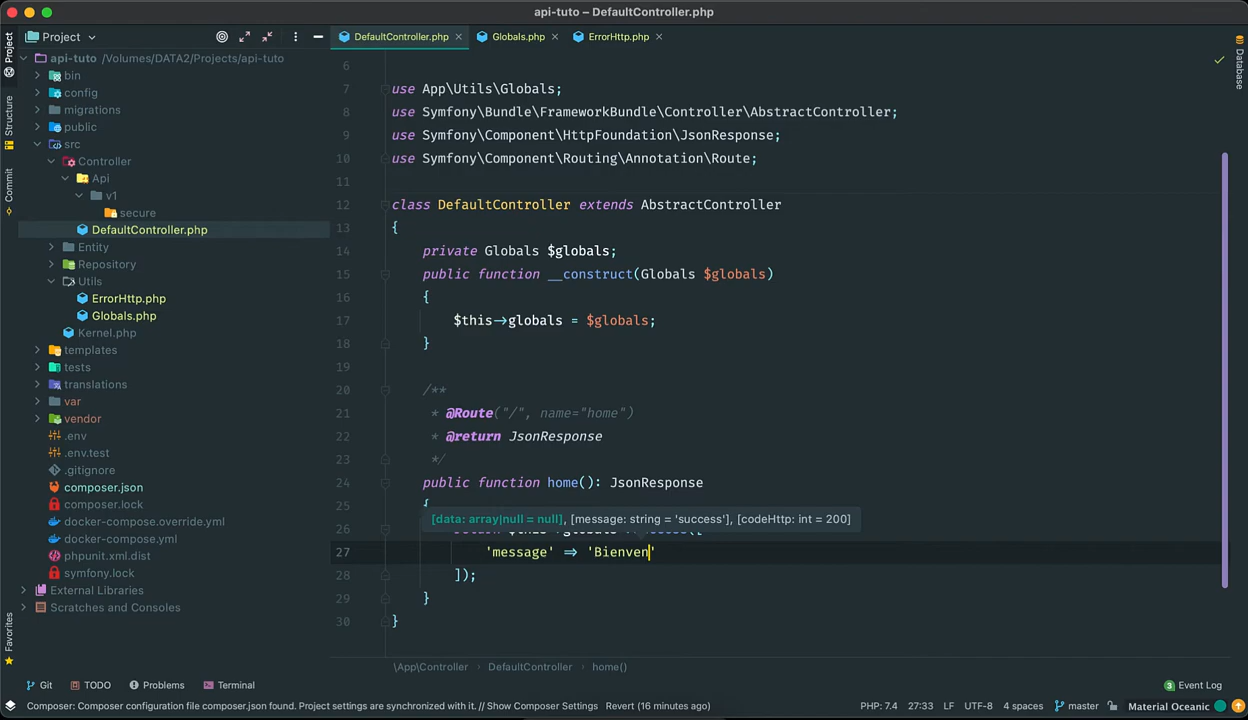 api-tuto – DefaultController.php
Project
DefaultController.php
Globals.php
ErrorHttp.php
Project
Structure
Commit
Favorites
Database
api-tuto /Volumes/DATA2/Projects/api-tuto
bin
config
migrations
public
src
Controller
Api
v1
secure
DefaultController.php
Entity
Repository
Utils
ErrorHttp.php
Globals.php
Kernel.php
templates
tests
translations
var
vendor
.env
.env.test
.gitignore
composer.json
composer.lock
docker-compose.override.yml
docker-compose.yml
phpunit.xml.dist
symfony.lock
External Libraries
Scratches and Consoles
6
7 use App\Utils\Globals;
8 use Symfony\Bundle\FrameworkBundle\Controller\AbstractController;
9 use Symfony\Component\HttpFoundation\JsonResponse;
10 use Symfony\Component\Routing\Annotation\Route;
11
12 class DefaultController extends AbstractController
13 {
14 private Globals $globals;
15 public function __construct(Globals $globals)
16 {
17 $this→globals = $globals;
18 }
19
20 /**
21 * @Route("/", name="home")
22 * @return JsonResponse
23 */
24 public function home(): JsonResponse
25 {
[data: array|null = null], [message: string = 'success'], [codeHttp: int = 200]
26
27 'message' ⇒ 'Bienven'
28 ]);
29 }
30 }
\App\Controller DefaultController home()
Git
TODO
Problems
Terminal
3 Event Log
Composer: Composer configuration file composer.json found. Project settings are synchronized with it. // Show Composer Settings Revert (16 minutes ago)
PHP: 7.4 27:33 LF UTF-8 4 spaces master Material Oceanic